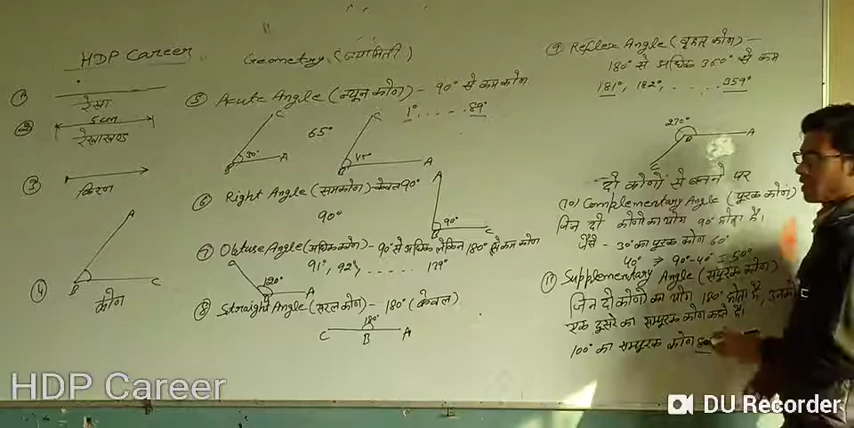 HDP Career
Geometry (ज्यामिती)
① रेखा
② 5cm
रेखाखण्ड
③ किरण
④ A B C
कोण
⑤ Acute Angle (न्यून कोण) - 90° से कम कोण
1°, ..... 89°
C 30° B A
65°
C 45° B A
⑥ Right Angle (समकोण) - केवल 90°
90°
A 90° B C
⑦ Obtuse Angle (अधिक कोण) - 90° से अधिक लेकिन 180° से कम कोण
91°, 92°, ...... 179°
120° B A
⑧ Straight Angle (सरल कोण) - 180° (केवल)
180°
C B A
⑨ Reflex Angle (वृहत कोण) -
180° से अधिक 360° से कम
181°, 182°, ...... 359°
270° B A
C
दो कोणों से बनने पर
(10) Complementary Angle (पूरक कोण)
जिन दो कोणों का योग 90° होता है।
जैसे - 30° का पूरक कोण 60°
40° ⇒ 90°-40° = 50°
⑪ Supplementary Angle (संपूरक कोण)
जिन दो कोणों का योग 180° होता है, उनको
एक दूसरे का सम्पूरक कोण कहते हैं।
100° का सम्पूरक कोण 80°
HDP Career
DU Recorder